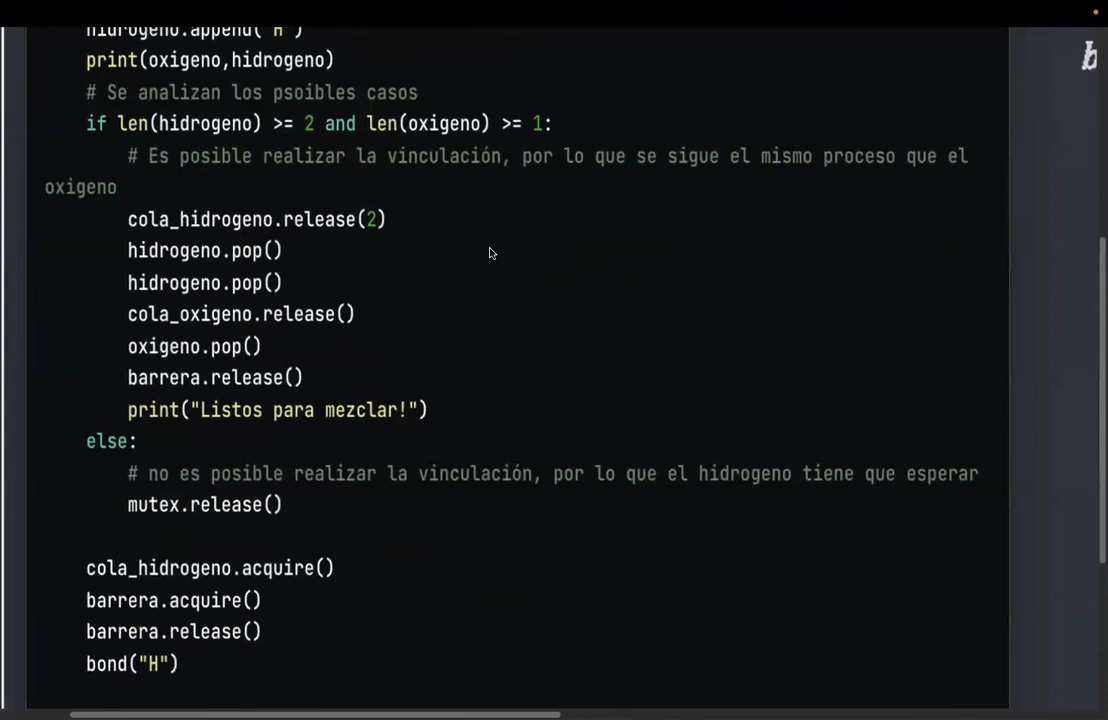 hidrogeno.append("H")
print(oxigeno,hidrogeno)
# Se analizan los psoibles casos
if len(hidrogeno) >= 2 and len(oxigeno) >= 1:
# Es posible realizar la vinculación, por lo que se sigue el mismo proceso que el
oxigeno
cola_hidrogeno.release(2)
hidrogeno.pop()
hidrogeno.pop()
cola_oxigeno.release()
oxigeno.pop()
barrera.release()
print("Listos para mezclar!")
else:
# no es posible realizar la vinculación, por lo que el hidrogeno tiene que esperar
mutex.release()
cola_hidrogeno.acquire()
barrera.acquire()
barrera.release()
bond("H")
b